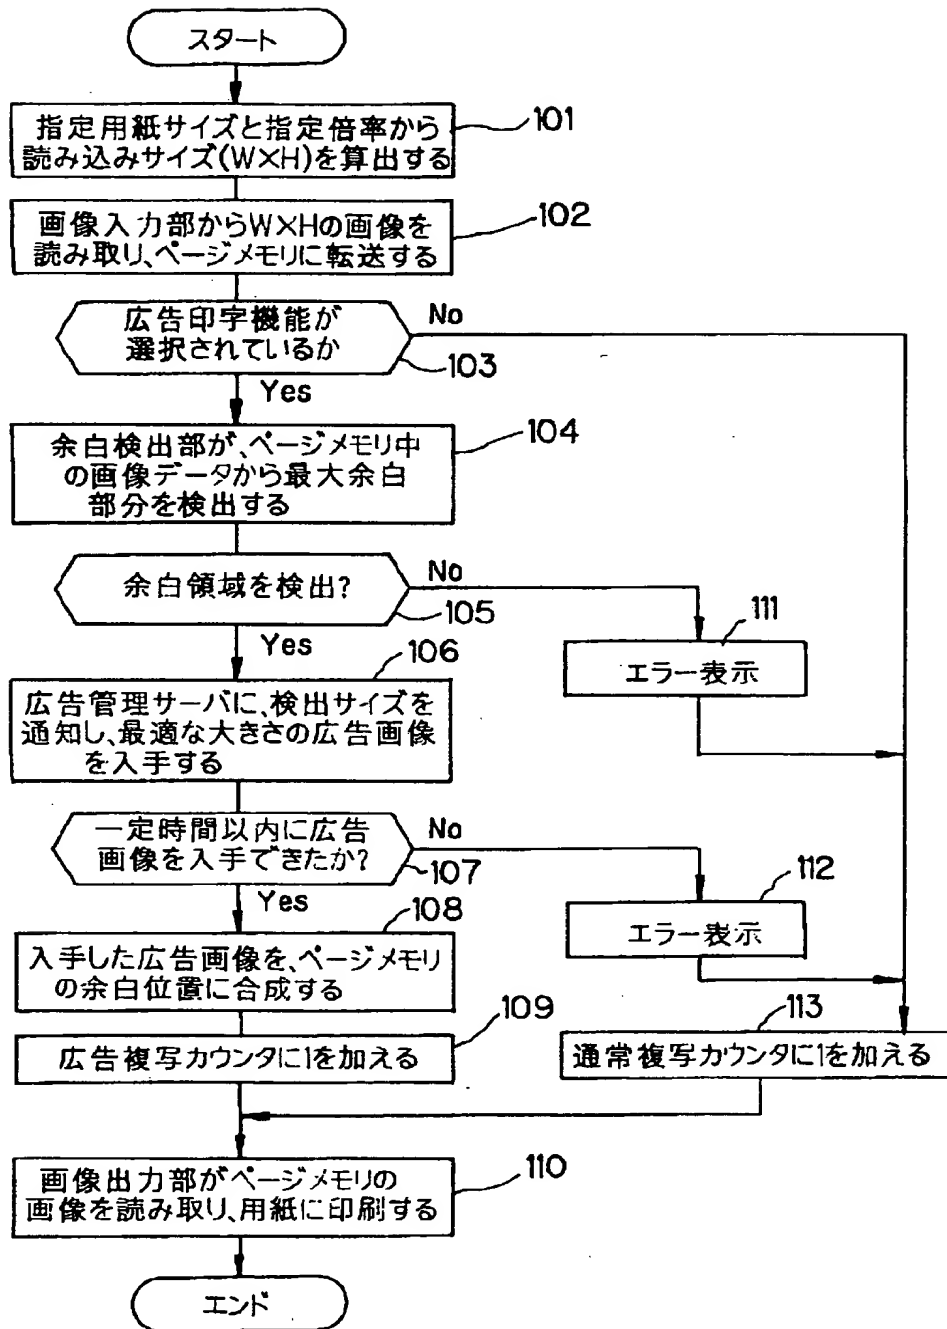 スタート
指定用紙サイズと指定倍率から
読み込みサイズ(W×H)を算出する
101
画像入力部からW×Hの画像を
読み取り、ページメモリに転送する
102
広告印字機能が
選択されているか
No
103
Yes
余白検出部が、ページメモリ中
の画像データから最大余白
部分を検出する
104
余白領域を検出?
No
105
Yes
111
エラー表示
106
広告管理サーバに、検出サイズを
通知し、最適な大きさの広告画像
を入手する
一定時間以内に広告
画像を入手できたか?
No
107
Yes
112
エラー表示
108
入手した広告画像を、ページメモリ
の余白位置に合成する
109
広告複写カウンタに1を加える
113
通常複写カウンタに1を加える
画像出力部がページメモリの
画像を読み取り、用紙に印刷する
110
エンド